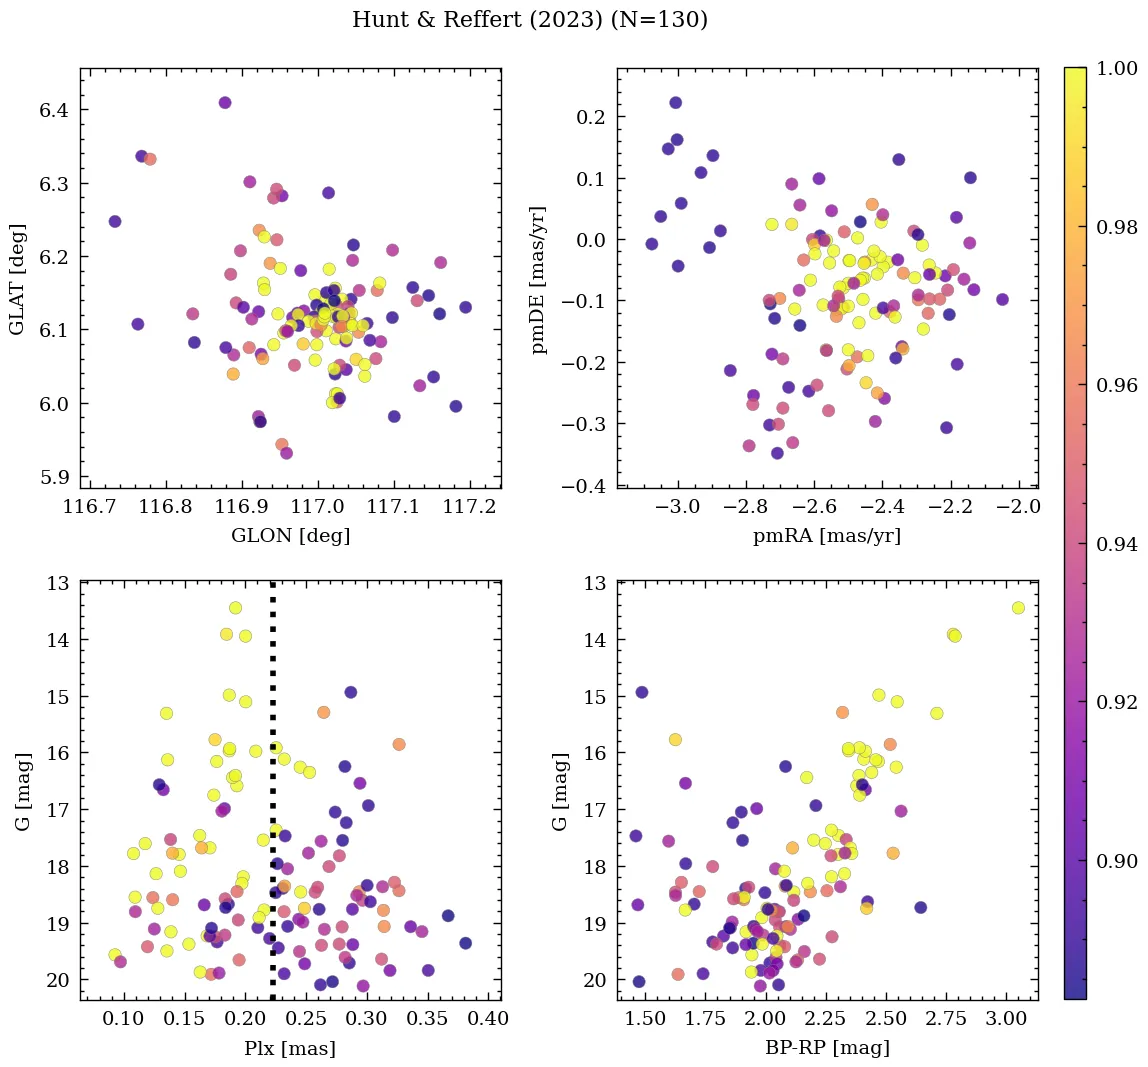 Hunt & Reffert (2023) (N=130)
6.4
6.3
6.2
6.1
6.0
5.9
GLAT [deg]
116.7 116.8 116.9 117.0 117.1 117.2
GLON [deg]
0.2
0.1
0.0
−0.1
−0.2
−0.3
−0.4
pmDE [mas/yr]
−3.0 −2.8 −2.6 −2.4 −2.2 −2.0
pmRA [mas/yr]
1.00
0.98
0.96
0.94
0.92
0.90
13
14
15
16
17
18
19
20
G [mag]
0.10 0.15 0.20 0.25 0.30 0.35 0.40
Plx [mas]
13
14
15
16
17
18
19
20
G [mag]
1.50 1.75 2.00 2.25 2.50 2.75 3.00
BP-RP [mag]